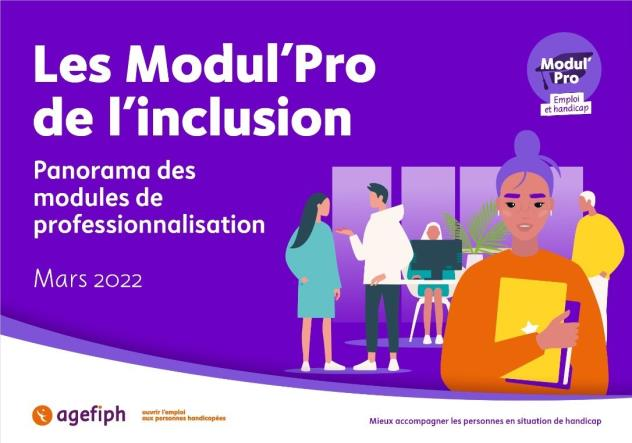 Les Modul'Pro
de l'inclusion
Modul'
Pro
Emploi
et handicap
Panorama des
modules de
professionnalisation
Mars 2022
agefiph
ouvrir l'emploi
aux personnes handicapées
Mieux accompagner les personnes en situation de handicap